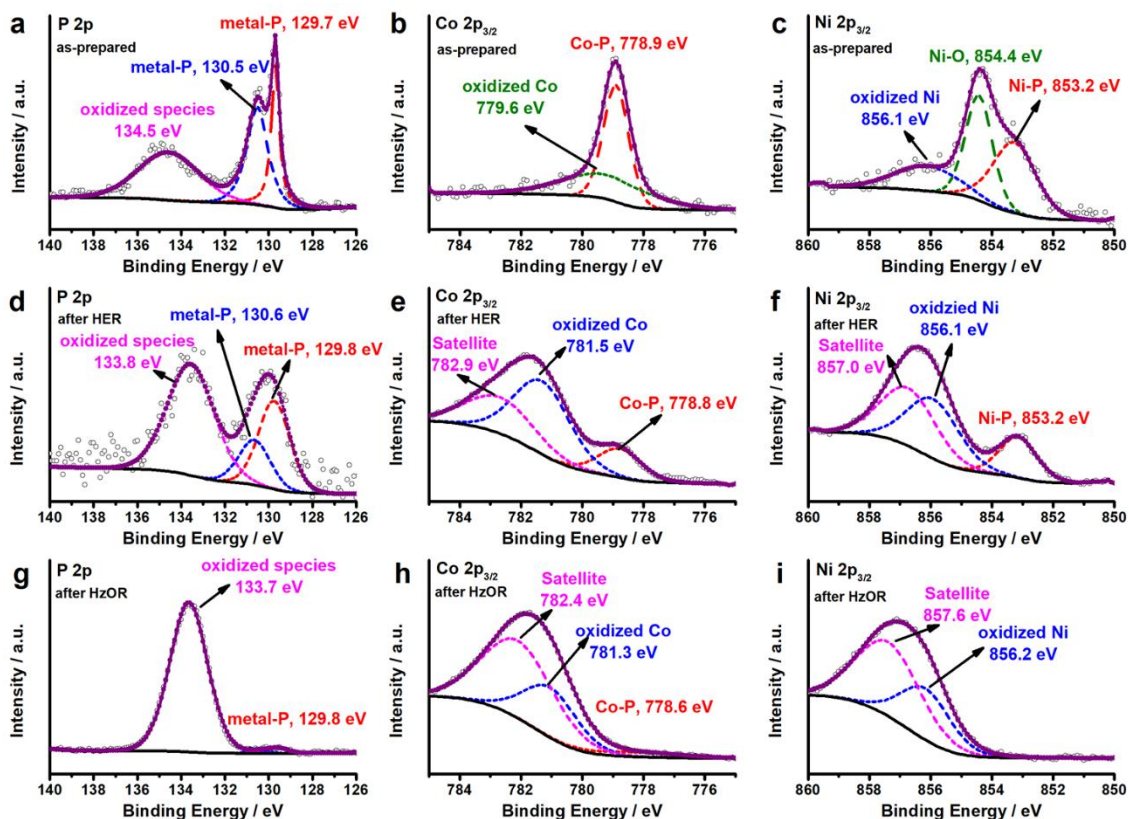 a
P 2p
as-prepared
metal-P, 129.7 eV
metal-P, 130.5 eV
oxidized species
134.5 eV
Intensity / a.u.
140 138 136 134 132 130 128 126
Binding Energy / eV
b
Co 2p3/2
as-prepared
Co-P, 778.9 eV
oxidized Co
779.6 eV
Intensity / a.u.
784 782 780 778 776
Binding Energy / eV
c
Ni 2p3/2
as-prepared
Ni-O, 854.4 eV
Ni-P, 853.2 eV
oxidized Ni
856.1 eV
Intensity / a.u.
860 858 856 854 852 850
Binding Energy / eV
d
P 2p
after HER
metal-P, 130.6 eV
oxidized species
133.8 eV
metal-P, 129.8 eV
Intensity / a.u.
140 138 136 134 132 130 128 126
Binding Energy / eV
e
Co 2p3/2
after HER
oxidized Co
781.5 eV
Satellite
782.9 eV
Co-P, 778.8 eV
Intensity / a.u.
784 782 780 778 776
Binding Energy / eV
f
Ni 2p3/2
after HER
oxidzied Ni
856.1 eV
Satellite
857.0 eV
Ni-P, 853.2 eV
Intensity / a.u.
860 858 856 854 852 850
Binding Energy / eV
g
P 2p
after HzOR
oxidized species
133.7 eV
metal-P, 129.8 eV
Intensity / a.u.
140 138 136 134 132 130 128 126
Binding Energy / eV
h
Co 2p3/2
after HzOR
Satellite
782.4 eV
oxidized Co
781.3 eV
Co-P, 778.6 eV
Intensity / a.u.
784 782 780 778 776
Binding Energy / eV
i
Ni 2p3/2
after HzOR
Satellite
857.6 eV
oxidized Ni
856.2 eV
Intensity / a.u.
860 858 856 854 852 850
Binding Energy / eV